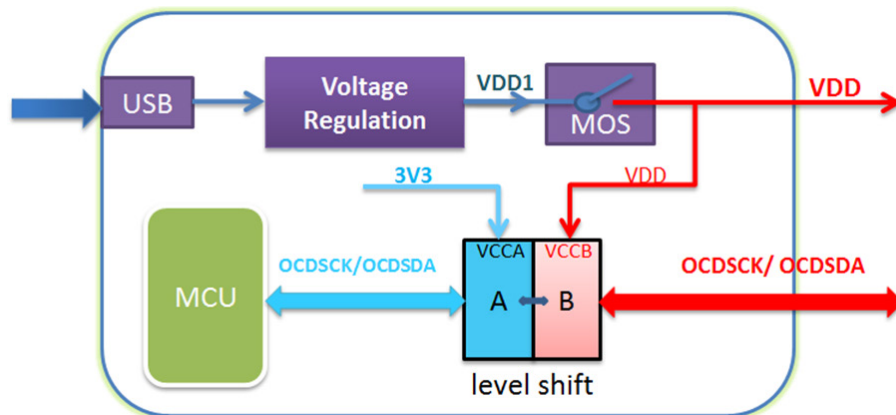 USB
Voltage
Regulation
VDD1
MOS
VDD
3V3
VDD
MCU
OCDSCK/OCDSDA
VCCA
VCCB
A
B
OCDSCK/ OCDSDA
level shift